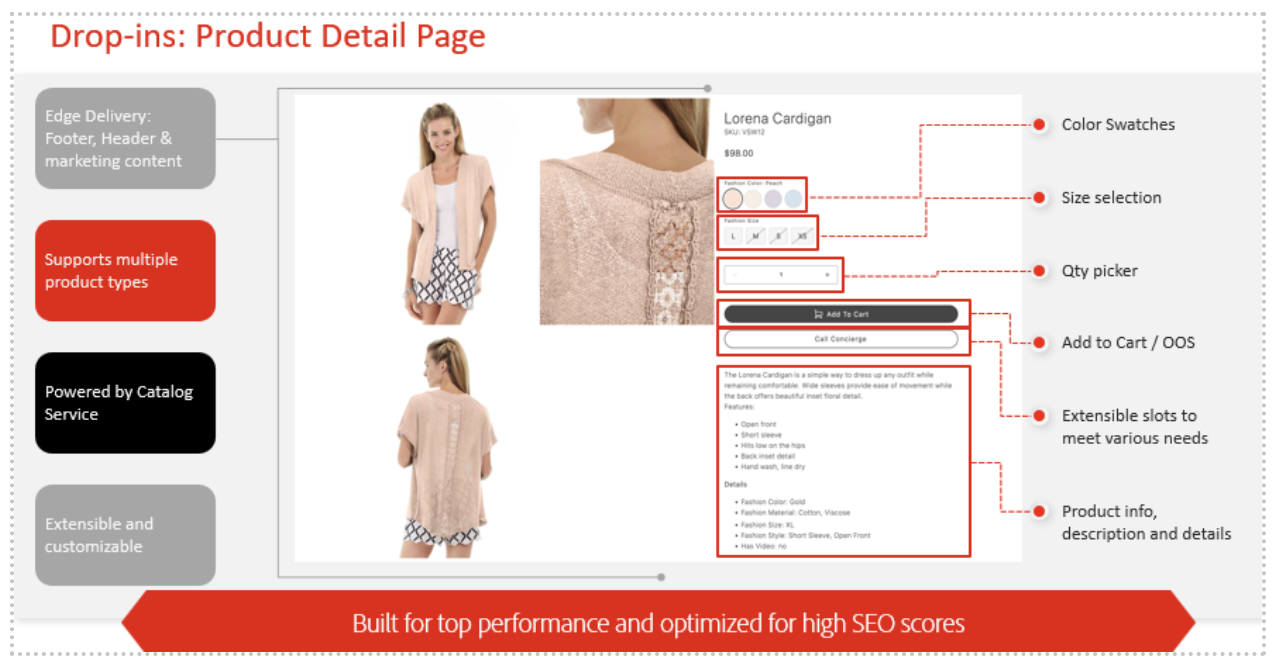 Drop-ins: Product Detail Page
Edge Delivery:
Footer, Header &
marketing content
Supports multiple
product types
Powered by Catalog
Service
Extensible and
customizable
Lorena Cardigan
SKU: VSW12
$98.00
Fashion Color: Peach
Fashion Size
L M S XS
- 1 +
Add To Cart
Call Concierge
The Lorena Cardigan is a simple way to dress up any outfit while
remaining comfortable. Wide sleeves provide ease of movement while
the back offers beautiful inset floral detail.
Features:
• Open front
• Short sleeve
• Hits low on the hips
• Back inset detail
• Hand wash, line dry
Details
• Fashion Color: Gold
• Fashion Material: Cotton, Viscose
• Fashion Size: XL
• Fashion Style: Short Sleeve, Open Front
• Has Video: no
Color Swatches
Size selection
Qty picker
Add to Cart / OOS
Extensible slots to
meet various needs
Product info,
description and details
Built for top performance and optimized for high SEO scores